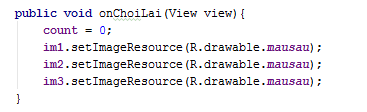 public void onChoiLai(View view){
    count = 0;
    im1.setImageResource(R.drawable.mausau);
    im2.setImageResource(R.drawable.mausau);
    im3.setImageResource(R.drawable.mausau);
}